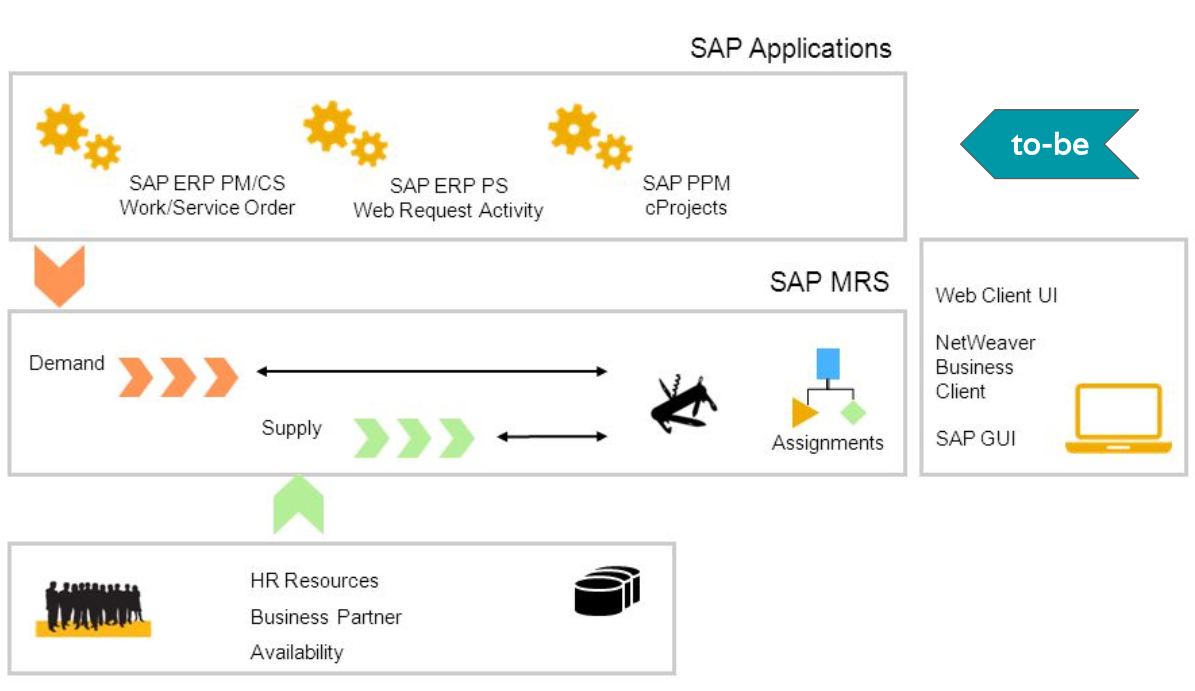 SAP Applications
to-be
SAP ERP PM/CS
Work/Service Order
SAP ERP PS
Web Request Activity
SAP PPM
cProjects
SAP MRS
Demand
Supply
Assignments
Web Client UI
NetWeaver
Business
Client
SAP GUI
HR Resources
Business Partner
Availability